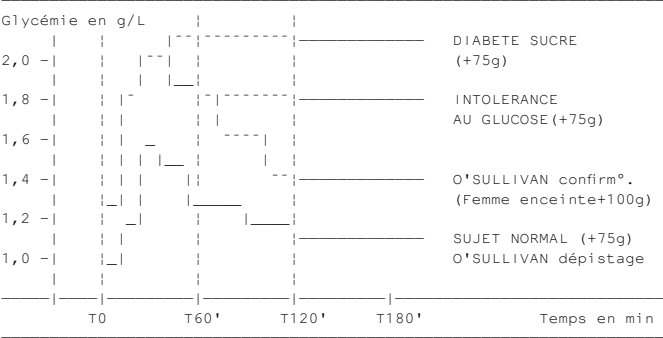 Glycémie en g/L
DIABETE SUCRE
2,0
(+75g)
1,8
INTOLERANCE
AU GLUCOSE(+75g)
1,6
1,4
O'SULLIVAN confirm°.
(Femme enceinte+100g)
1,2
SUJET NORMAL (+75g)
1,0
O'SULLIVAN dépistage
T0 T60' T120' T180' Temps en min